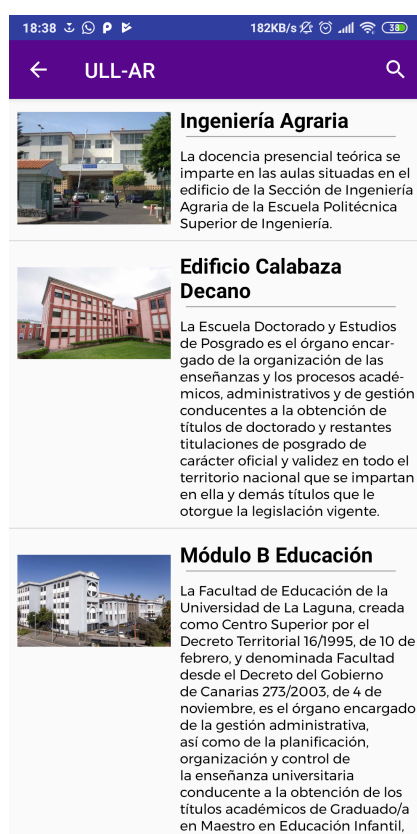 18:38 182KB/s 38
ULL-AR
Ingeniería Agraria
La docencia presencial teórica se
imparte en las aulas situadas en el
edificio de la Sección de Ingeniería
Agraria de la Escuela Politécnica
Superior de Ingeniería.
Edificio Calabaza
Decano
La Escuela Doctorado y Estudios
de Posgrado es el órgano encar-
gado de la organización de las
enseñanzas y los procesos acadé-
micos, administrativos y de gestión
conducentes a la obtención de
títulos de doctorado y restantes
titulaciones de posgrado de
carácter oficial y validez en todo el
territorio nacional que se impartan
en ella y demás títulos que le
otorgue la legislación vigente.
Módulo B Educación
La Facultad de Educación de la
Universidad de La Laguna, creada
como Centro Superior por el
Decreto Territorial 16/1995, de 10 de
febrero, y denominada Facultad
desde el Decreto del Gobierno
de Canarias 273/2003, de 4 de
noviembre, es el órgano encargado
de la gestión administrativa,
así como de la planificación,
organización y control de
la enseñanza universitaria
conducente a la obtención de los
títulos académicos de Graduado/a
en Maestro en Educación Infantil,